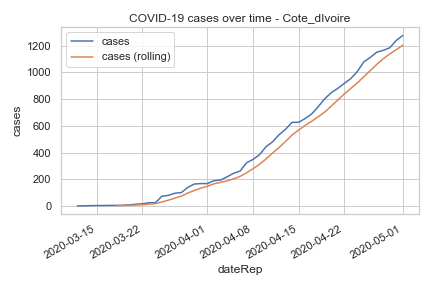 COVID-19 cases over time - Cote_dIvoire
cases
cases (rolling)
1200
1000
800
600
400
200
0
cases
2020-03-15
2020-03-22
2020-04-01
2020-04-08
2020-04-15
2020-04-22
2020-05-01
dateRep